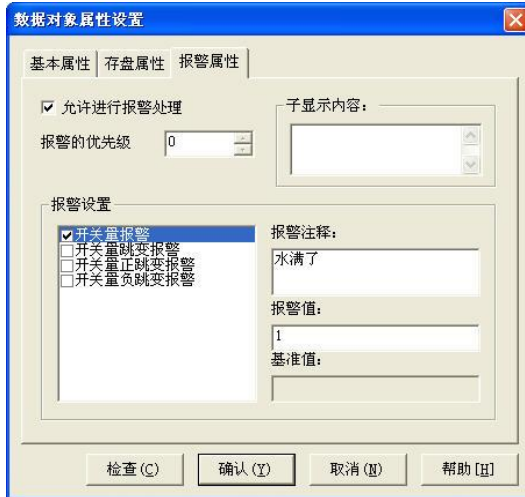 数据对象属性设置
基本属性 存盘属性 报警属性
允许进行报警处理
子显示内容：
报警的优先级 0
报警设置
开关量报警
开关量跳变报警
开关量正跳变报警
开关量负跳变报警
报警注释：
水满了
报警值：
1
基准值：
检查(C) 确认(Y) 取消(N) 帮助[H]